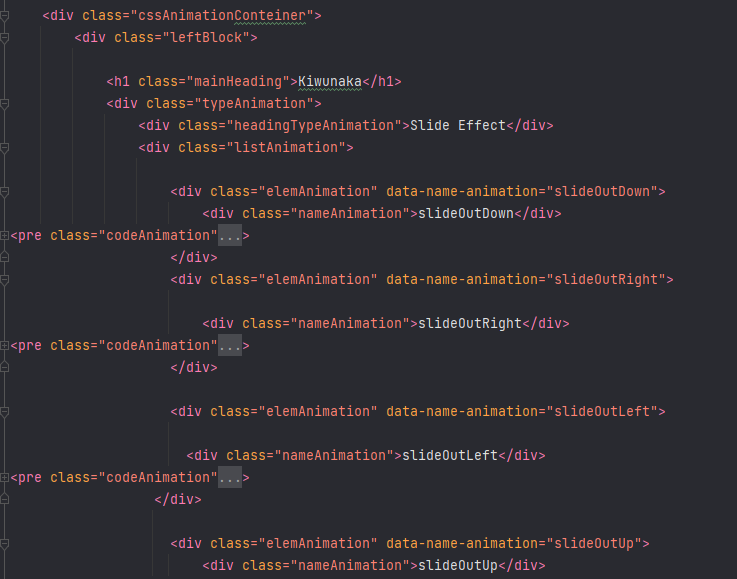 <div class="cssAnimationConteiner">
<div class="leftBlock">
<h1 class="mainHeading">Kiwunaka</h1>
<div class="typeAnimation">
<div class="headingTypeAnimation">Slide Effect</div>
<div class="listAnimation">
<div class="elemAnimation" data-name-animation="slideOutDown">
<div class="nameAnimation">slideOutDown</div>
<pre class="codeAnimation"...>
</div>
<div class="elemAnimation" data-name-animation="slideOutRight">
<div class="nameAnimation">slideOutRight</div>
<pre class="codeAnimation"...>
</div>
<div class="elemAnimation" data-name-animation="slideOutLeft">
<div class="nameAnimation">slideOutLeft</div>
<pre class="codeAnimation"...>
</div>
<div class="elemAnimation" data-name-animation="slideOutUp">
<div class="nameAnimation">slideOutUp</div>